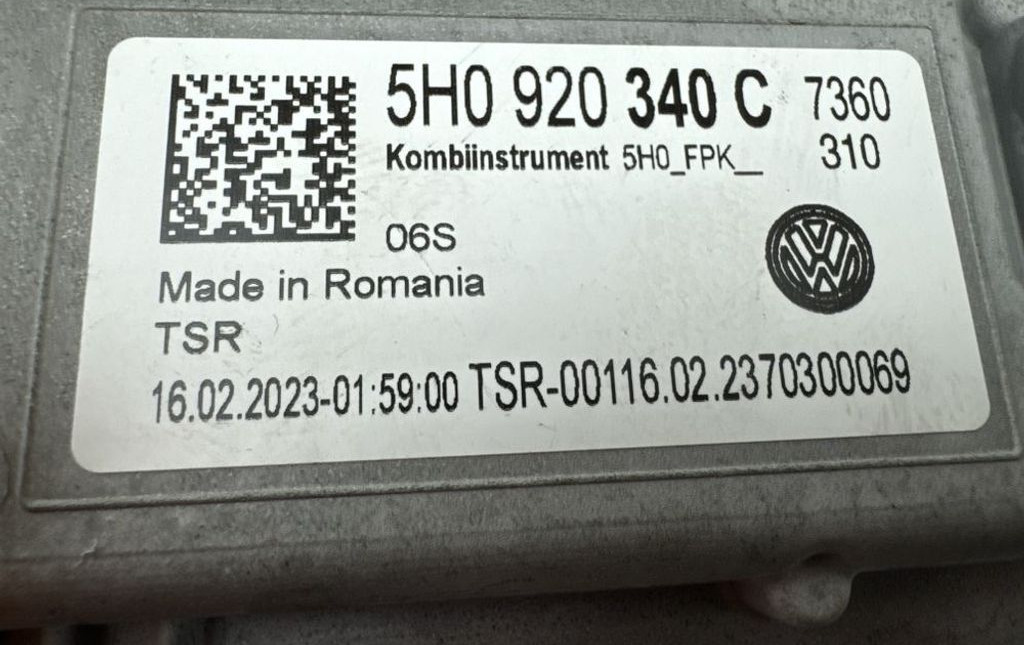 5H0 920 340 C 7360
Kombiinstrument 5H0_FPK__ 310
06S
Made in Romania
TSR
16.02.2023-01:59:00 TSR-00116.02.2370300069